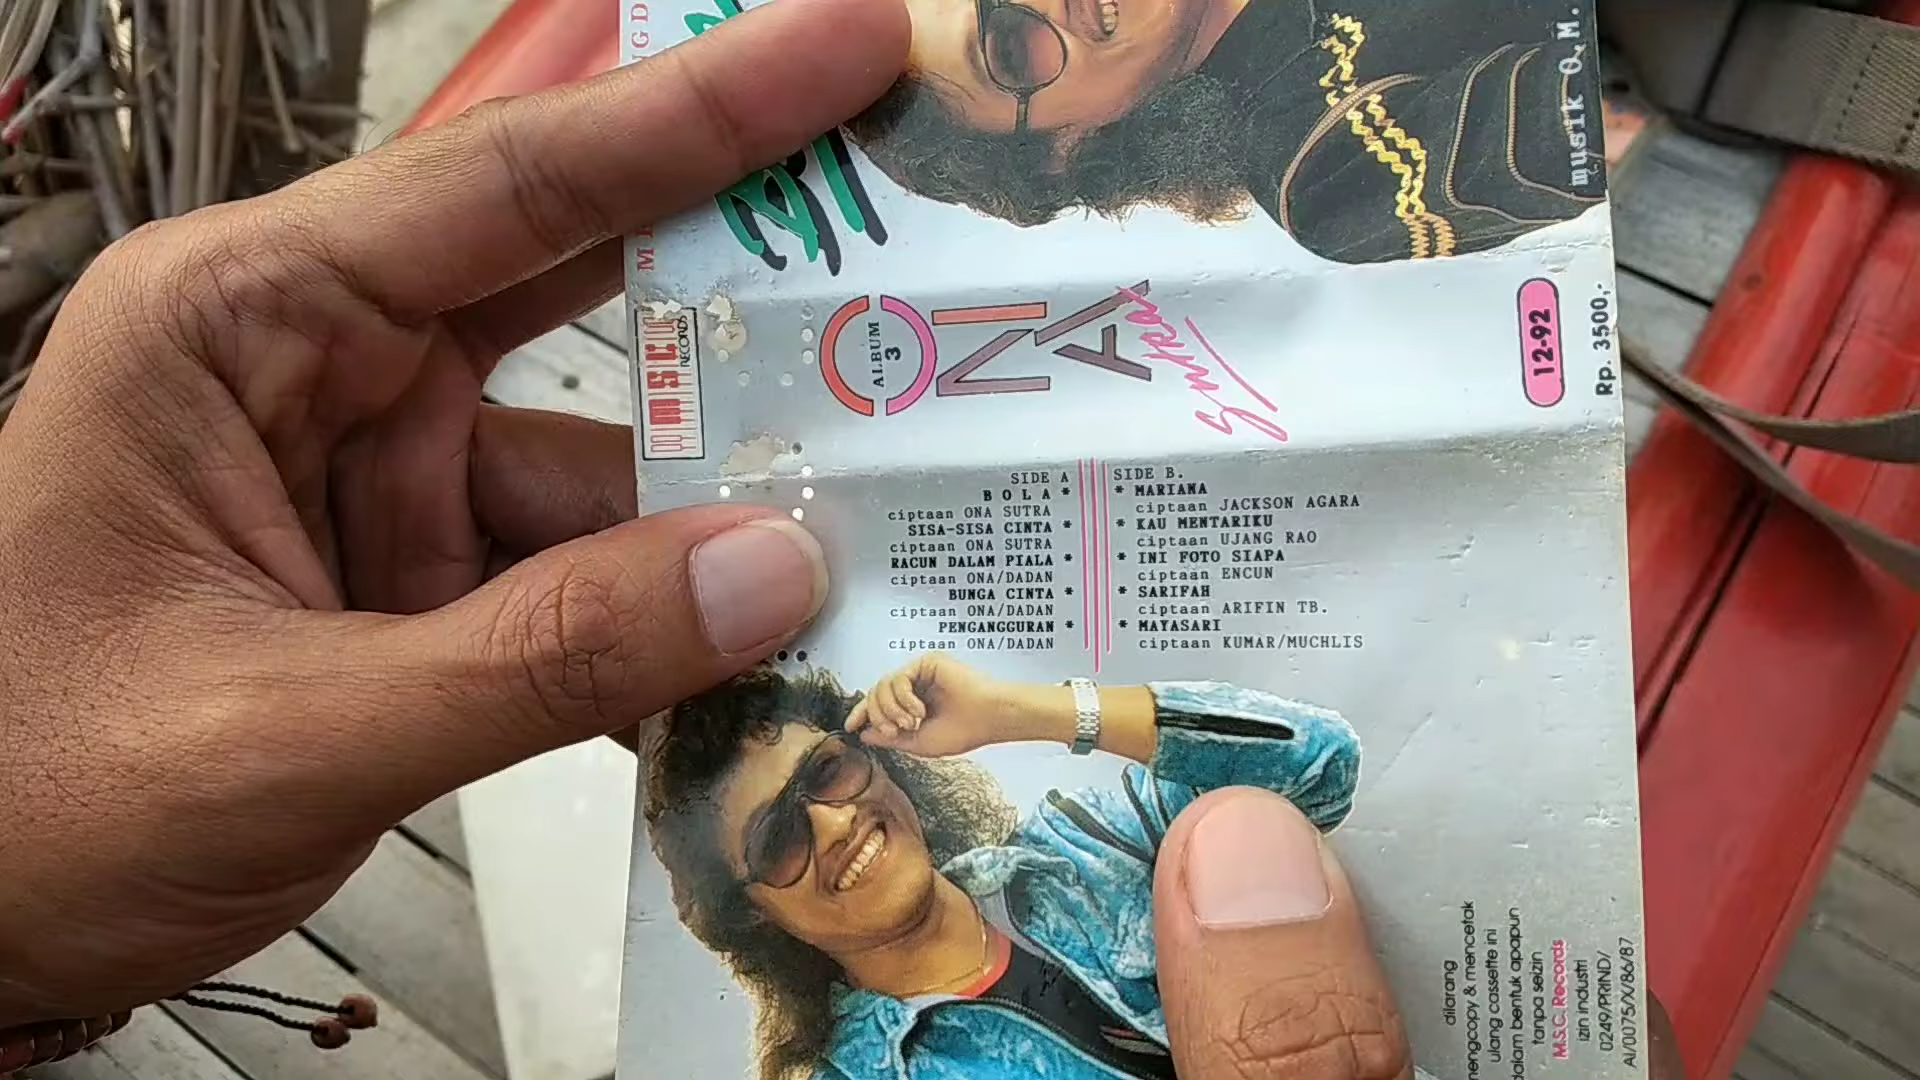 musik O.M.
MSC
RECORDS
ALBUM
3
ONA
Sutra
12-92
Rp. 3500,-
SIDE A
B O L A *
ciptaan ONA SUTRA
SISA-SISA CINTA *
ciptaan ONA SUTRA
RACUN DALAM PIALA *
ciptaan ONA/DADAN
BUNGA CINTA *
ciptaan ONA/DADAN
PENGANGGURAN *
ciptaan ONA/DADAN
SIDE B.
* MARIANA
ciptaan JACKSON AGARA
* KAU MENTARIKU
ciptaan UJANG RAO
* INI FOTO SIAPA
ciptaan ENCUN
* SARIFAH
ciptaan ARIFIN TB.
* MAYASARI
ciptaan KUMAR/MUCHLIS
dilarang
mengcopy & mencetak
ulang cassette ini
dalam bentuk apapun
tanpa seizin
M.S.C. Records
izin industri
0249/PRIND/
AI/0075/X/86/87